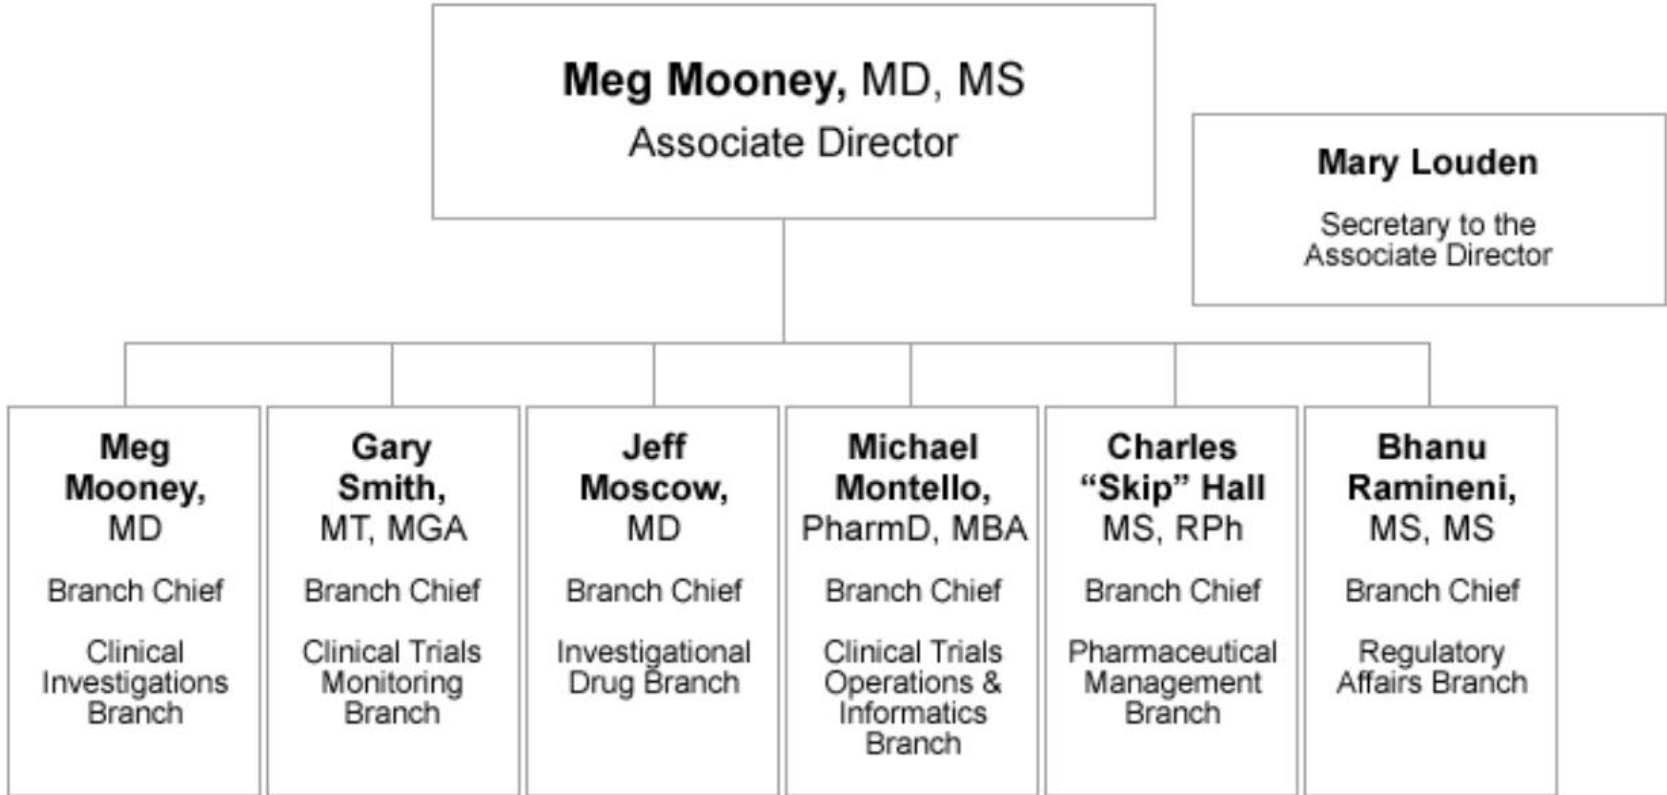 Meg Mooney, MD, MS
Associate Director
Mary Louden
Secretary to the
Associate Director
Meg
Mooney,
MD
Branch Chief
Clinical
Investigations
Branch
Gary
Smith,
MT, MGA
Branch Chief
Clinical Trials
Monitoring
Branch
Jeff
Moscow,
MD
Branch Chief
Investigational
Drug Branch
Michael
Montello,
PharmD, MBA
Branch Chief
Clinical Trials
Operations &
Informatics
Branch
Charles
“Skip” Hall
MS, RPh
Branch Chief
Pharmaceutical
Management
Branch
Bhanu
Ramineni,
MS, MS
Branch Chief
Regulatory
Affairs Branch